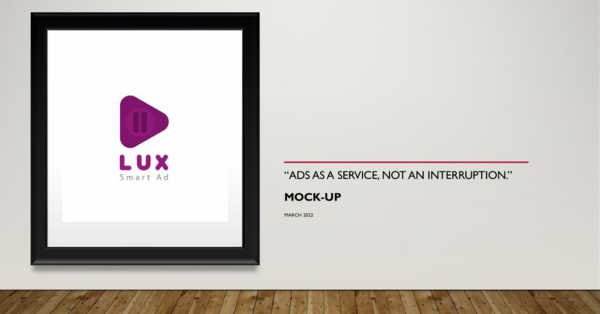 LUX
Smart Ad
“ADS AS A SERVICE, NOT AN INTERRUPTION.”
MOCK-UP
MARCH 2022